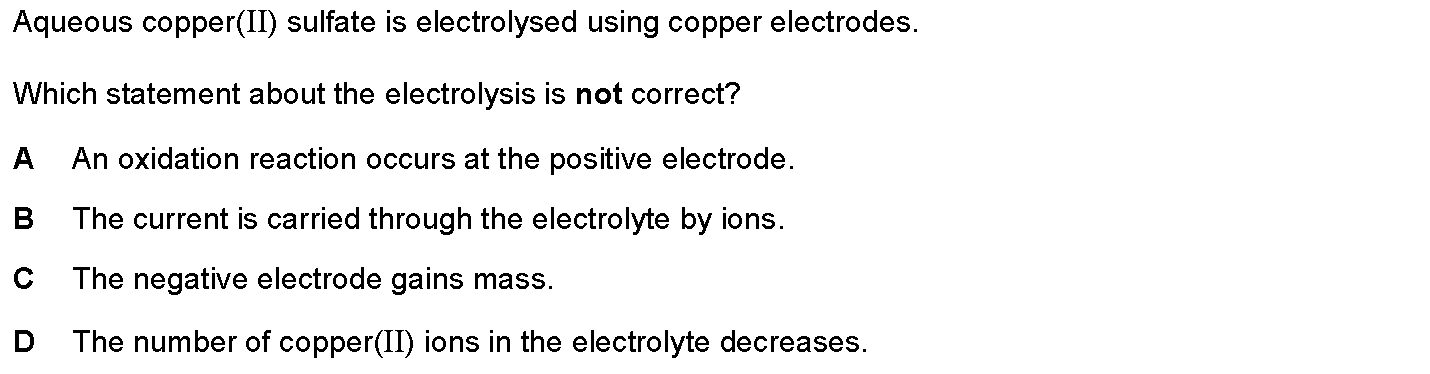 Aqueous copper(II) sulfate is electrolysed using copper electrodes.
Which statement about the electrolysis is not correct?
A An oxidation reaction occurs at the positive electrode.
B The current is carried through the electrolyte by ions.
C The negative electrode gains mass.
D The number of copper(II) ions in the electrolyte decreases.